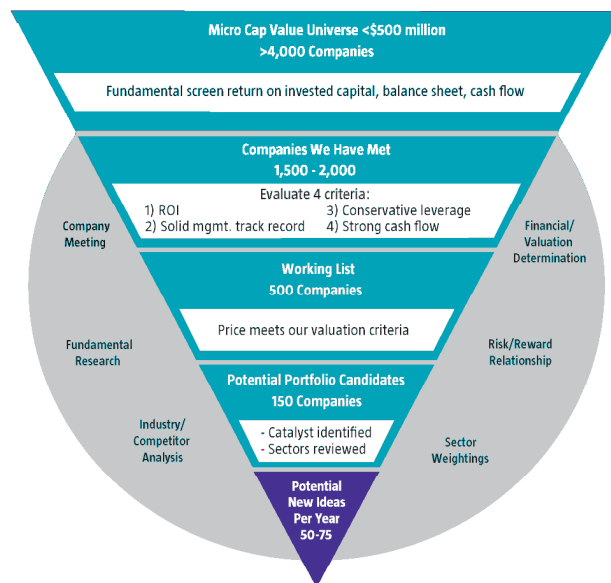 Micro Cap Value Universe <$500 million
>4,000 Companies
Fundamental screen return on invested capital, balance sheet, cash flow
Companies We Have Met
1,500 - 2,000
Evaluate 4 criteria:
1) ROI
2) Solid mgmt. track record
3) Conservative leverage
4) Strong cash flow
Working List
500 Companies
Price meets our valuation criteria
Potential Portfolio Candidates
150 Companies
- Catalyst identified
- Sectors reviewed
Potential
New Ideas
Per Year
50-75
Company
Meeting
Fundamental
Research
Industry/
Competitor
Analysis
Financial/
Valuation
Determination
Risk/Reward
Relationship
Sector
Weightings